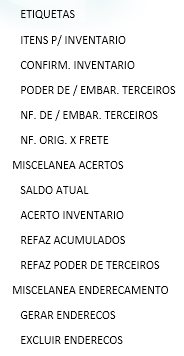 ETIQUETAS
ITENS P/ INVENTARIO
CONFIRM. INVENTARIO
PODER DE / EMBAR. TERCEIROS
NF. DE / EMBAR. TERCEIROS
NF. ORIG. X FRETE
MISCELANEA ACERTOS
SALDO ATUAL
ACERTO INVENTARIO
REFAZ ACUMULADOS
REFAZ PODER DE TERCEIROS
MISCELANEA ENDERECAMENTO
GERAR ENDERECOS
EXCLUIR ENDERECOS